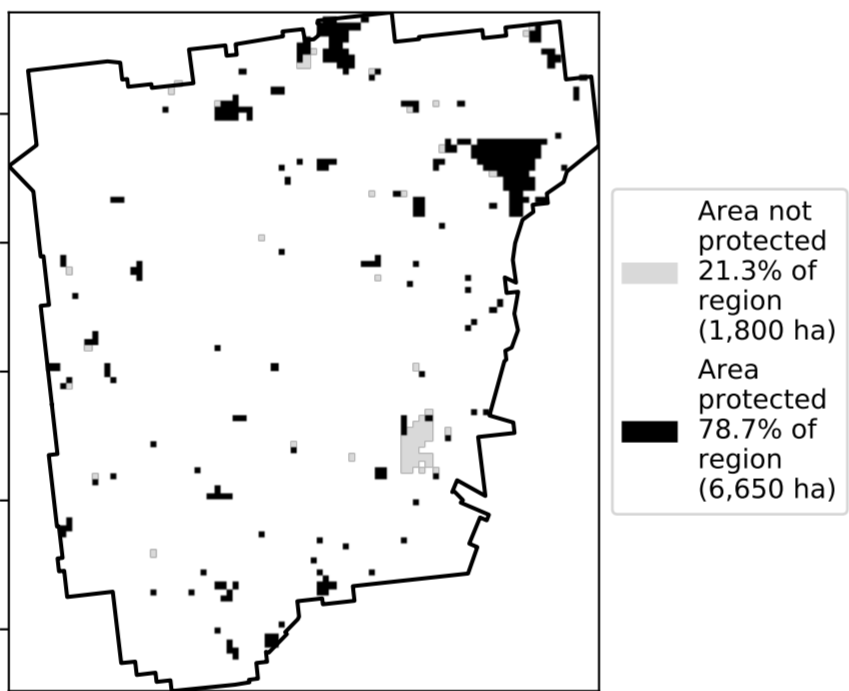 Area not
protected
21.3% of
region
(1,800 ha)
Area
protected
78.7% of
region
(6,650 ha)